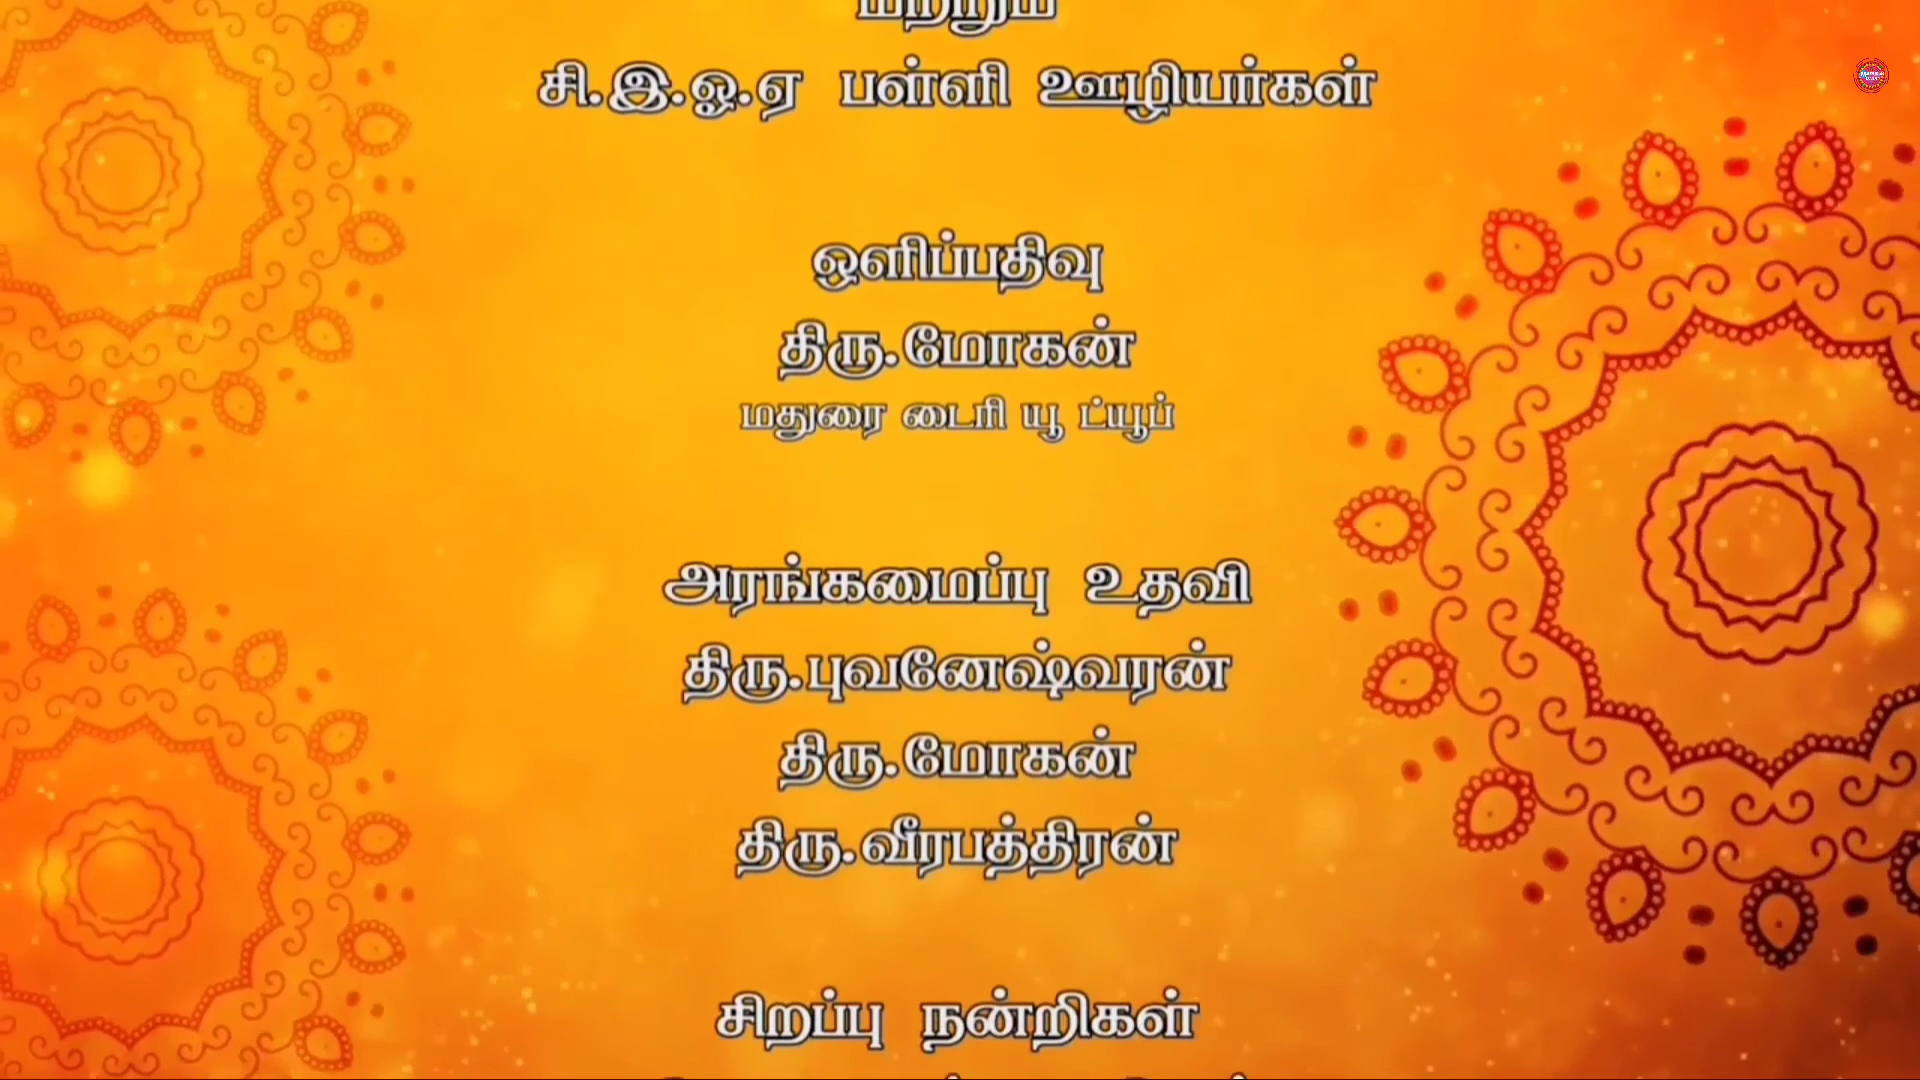 மற்றும்
சி.இ.ஓ.ஏ பள்ளி ஊழியர்கள்
ஒளிப்பதிவு
திரு.மோகன்
மதுரை டைரி யூ ட்யூப்
அரங்கமைப்பு உதவி
திரு.புவனேஷ்வரன்
திரு.மோகன்
திரு.வீரபத்திரன்
சிறப்பு நன்றிகள்